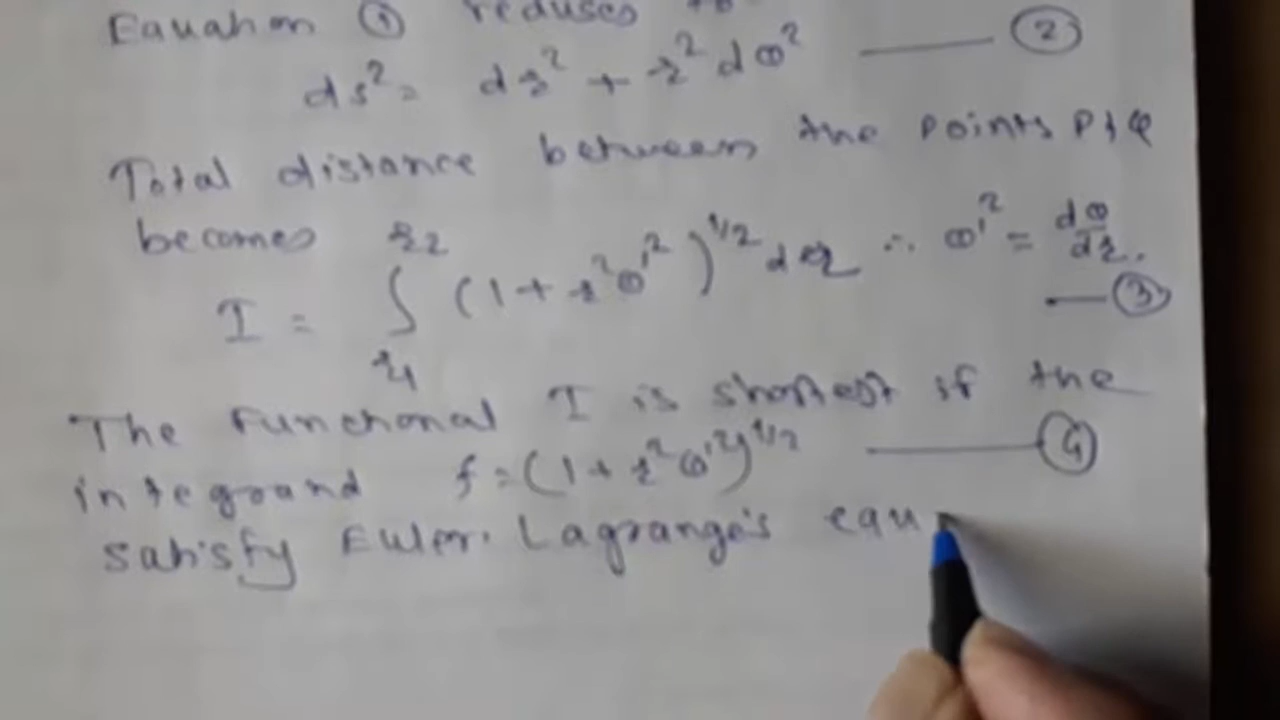 Equation ① reduses to
ds² = dr² + r² dθ² —— ②
Total distance between the points P & Q
becomes
I = ∫_{r₁}^{r₂} (1 + r²θ'²)^{1/2} dr ∴ θ'² = dθ/dr. —— ③
The functional I is shortest if the
integrand f = (1 + r²θ'²)^{1/2} —— ④
satisfy Euler. Lagrange's equ